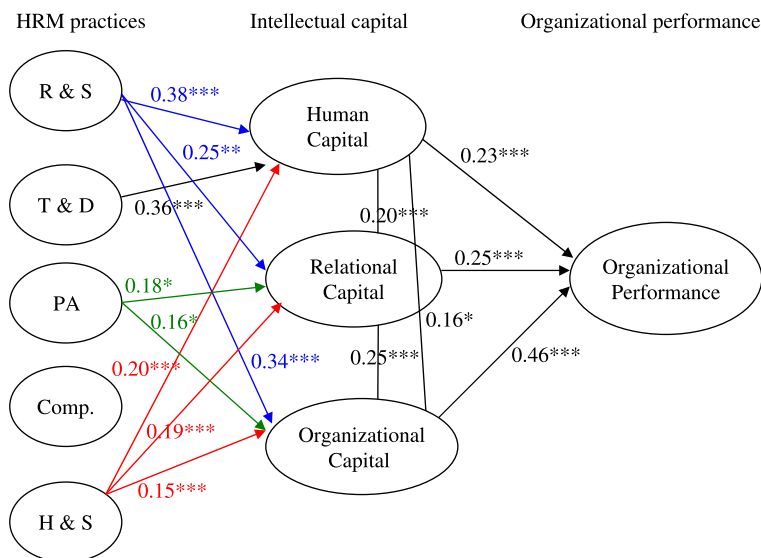 HRM practices
Intellectual capital
Organizational performance
R & S
0.38***
Human
Capital
0.25**
0.23***
T & D
0.36***
0.20***
Relational
Capital
0.25***
Organizational
Performance
PA
0.18*
0.16*
0.16*
0.34***
0.25***
0.46***
0.20***
Comp.
0.19***
Organizational
Capital
0.15***
H & S